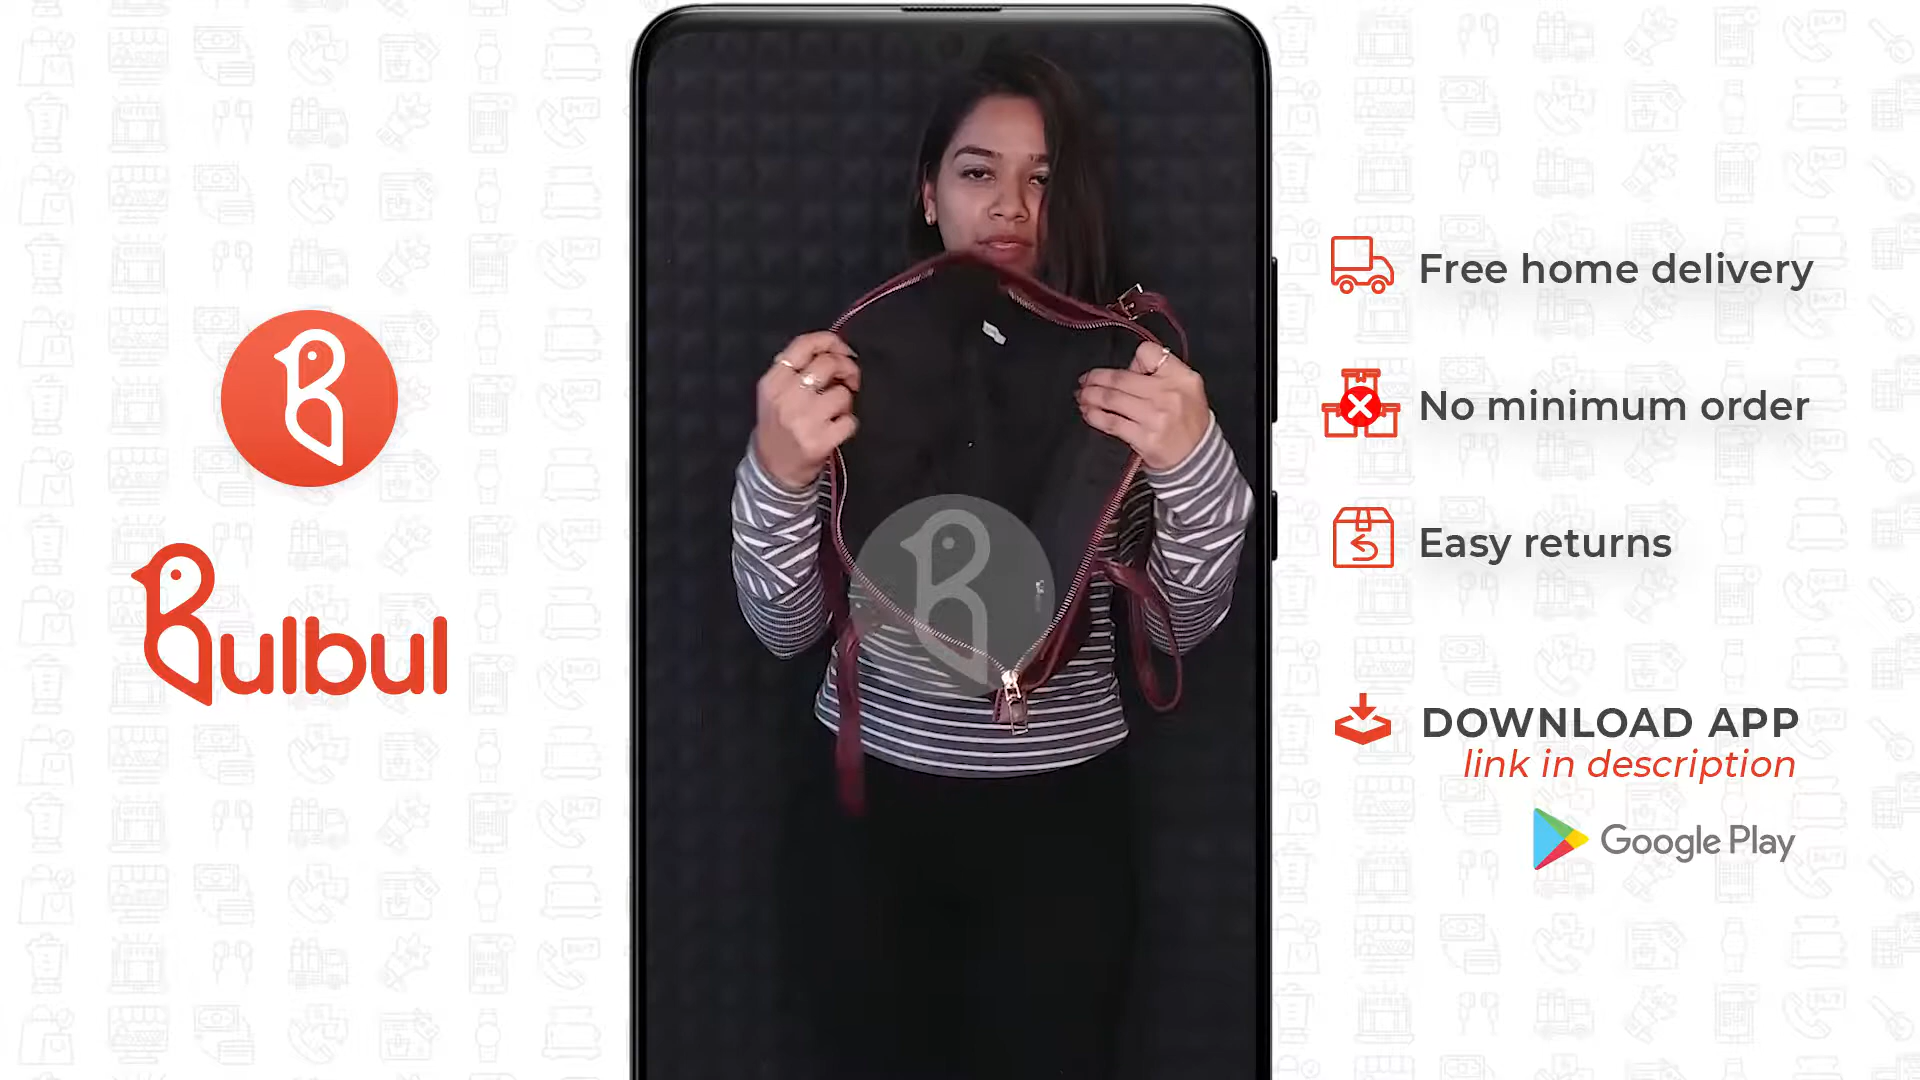 Bulbul
Free home delivery
No minimum order
Easy returns
DOWNLOAD APP
link in description
Google Play